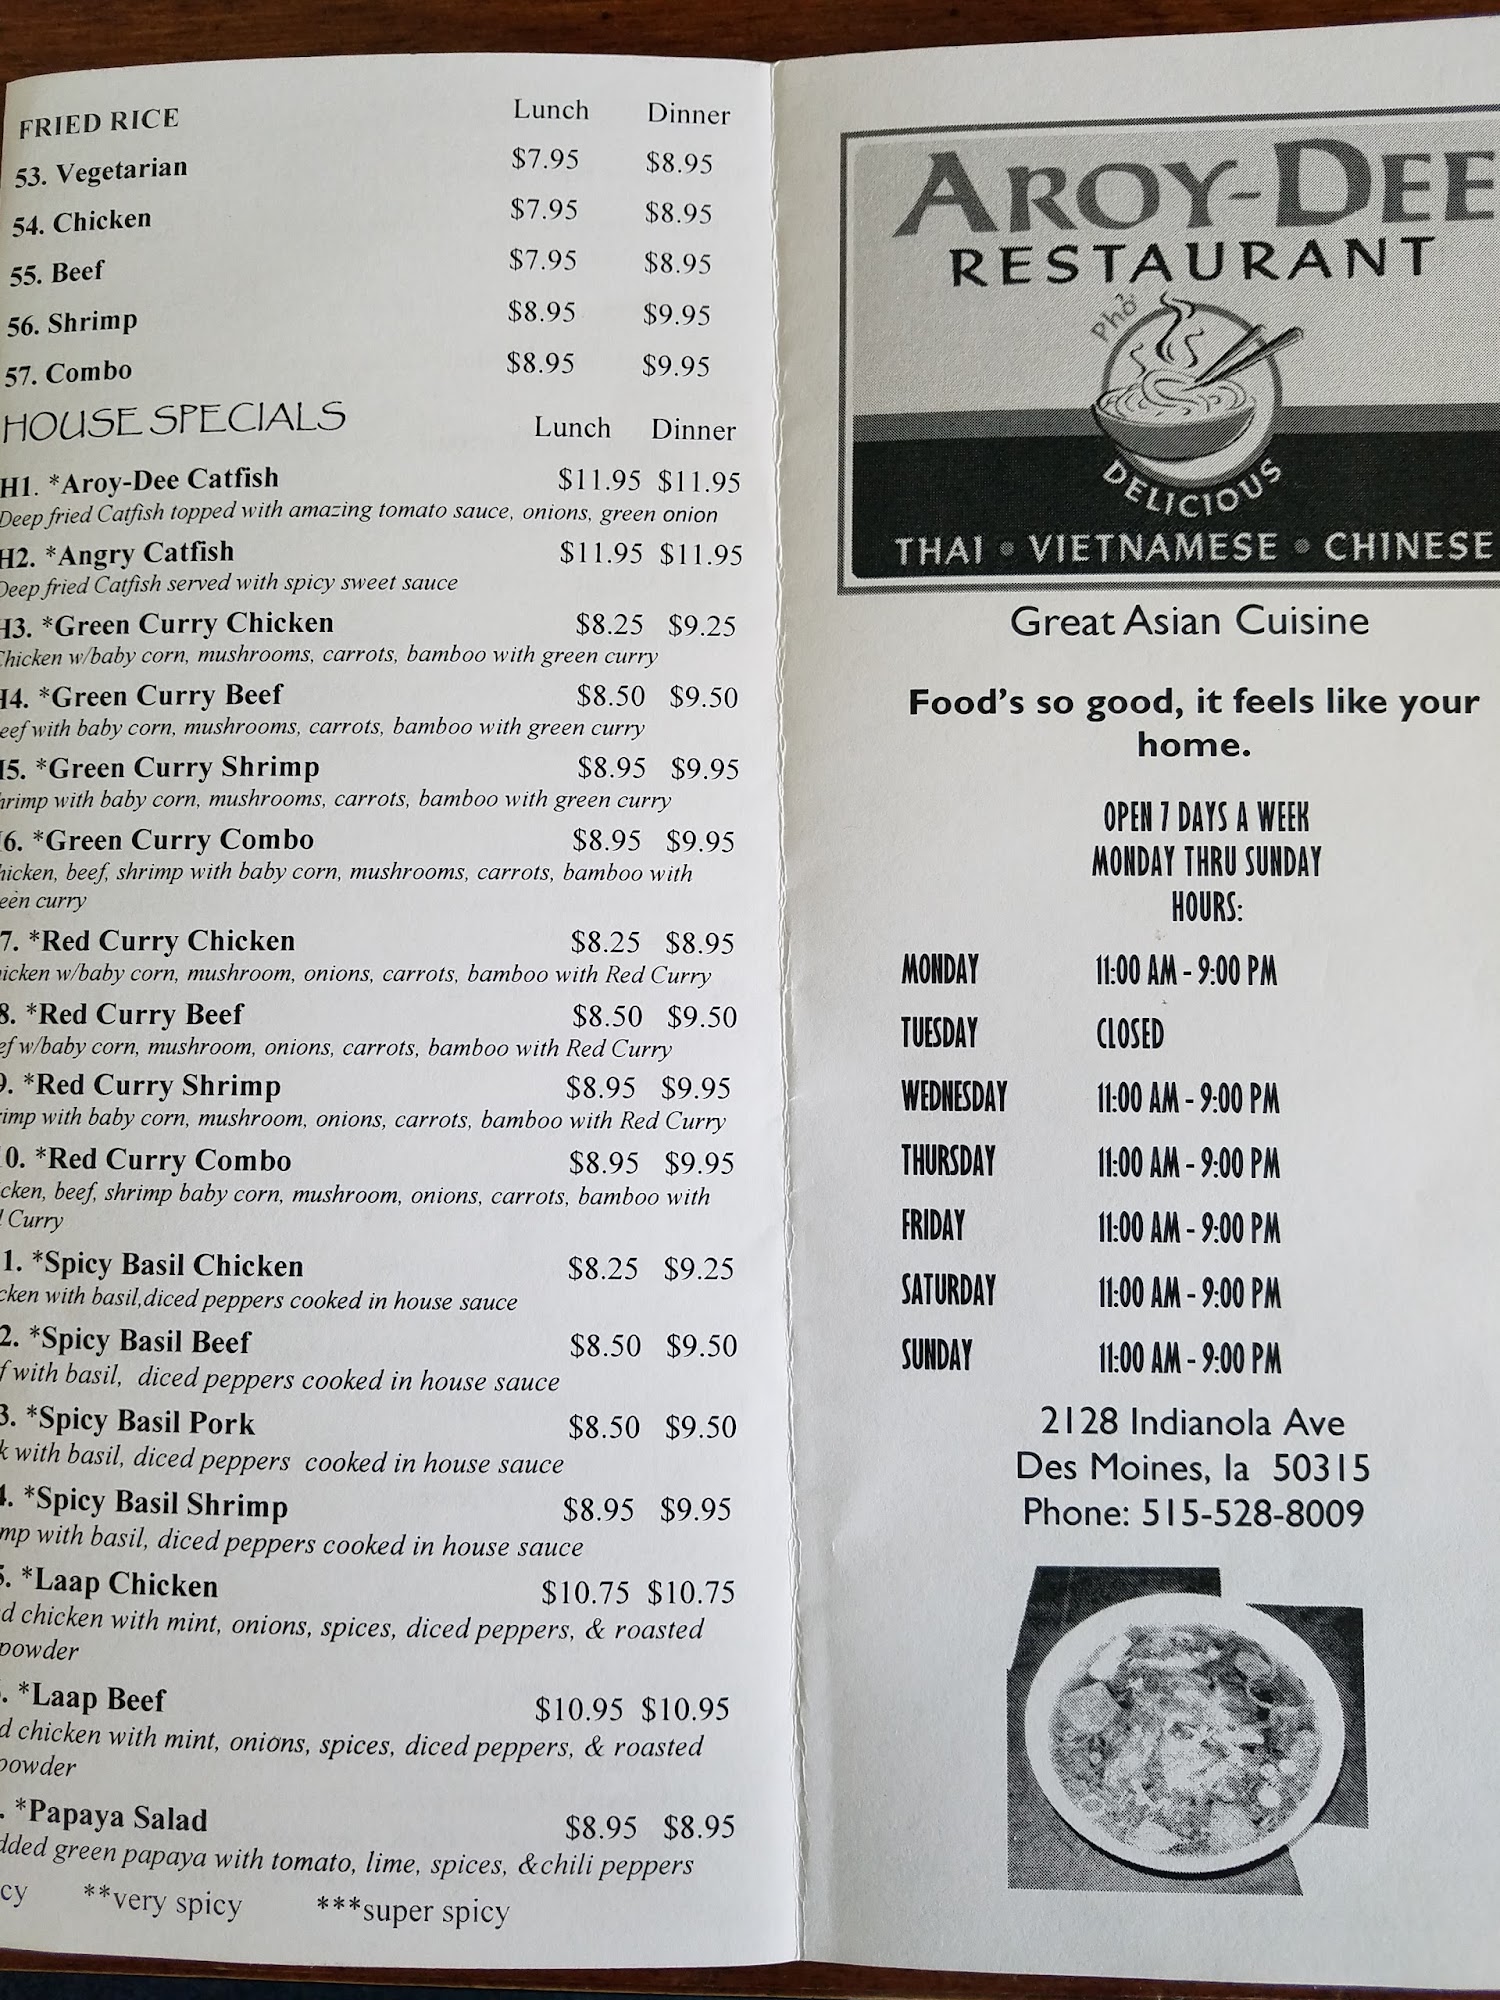 FRIED RICE Lunch Dinner
53. Vegetarian $7.95 $8.95
54. Chicken $7.95 $8.95
55. Beef $7.95 $8.95
56. Shrimp $8.95 $9.95
57. Combo $8.95 $9.95
HOUSE SPECIALS Lunch Dinner
H1. *Aroy-Dee Catfish $11.95 $11.95
Deep fried Catfish topped with amazing tomato sauce, onions, green onion
H2. *Angry Catfish $11.95 $11.95
Deep fried Catfish served with spicy sweet sauce
H3. *Green Curry Chicken $8.25 $9.25
Chicken w/baby corn, mushrooms, carrots, bamboo with green curry
H4. *Green Curry Beef $8.50 $9.50
eef with baby corn, mushrooms, carrots, bamboo with green curry
I5. *Green Curry Shrimp $8.95 $9.95
hrimp with baby corn, mushrooms, carrots, bamboo with green curry
6. *Green Curry Combo $8.95 $9.95
hicken, beef, shrimp with baby corn, mushrooms, carrots, bamboo with
een curry
7. *Red Curry Chicken $8.25 $8.95
icken w/baby corn, mushroom, onions, carrots, bamboo with Red Curry
8. *Red Curry Beef $8.50 $9.50
ef w/baby corn, mushroom, onions, carrots, bamboo with Red Curry
9. *Red Curry Shrimp $8.95 $9.95
imp with baby corn, mushroom, onions, carrots, bamboo with Red Curry
0. *Red Curry Combo $8.95 $9.95
cken, beef, shrimp baby corn, mushroom, onions, carrots, bamboo with
Curry
1. *Spicy Basil Chicken $8.25 $9.25
cken with basil,diced peppers cooked in house sauce
2. *Spicy Basil Beef $8.50 $9.50
f with basil, diced peppers cooked in house sauce
3. *Spicy Basil Pork $8.50 $9.50
k with basil, diced peppers cooked in house sauce
4. *Spicy Basil Shrimp $8.95 $9.95
mp with basil, diced peppers cooked in house sauce
5. *Laap Chicken $10.75 $10.75
d chicken with mint, onions, spices, diced peppers, & roasted
powder
. *Laap Beef $10.95 $10.95
d chicken with mint, onions, spices, diced peppers, & roasted
powder
. *Papaya Salad $8.95 $8.95
dded green papaya with tomato, lime, spices, &chili peppers
cy **very spicy ***super spicy
AROY-DEE
RESTAURANT
Phở
DELICIOUS
THAI • VIETNAMESE • CHINESE
Great Asian Cuisine
Food's so good, it feels like your
home.
OPEN 7 DAYS A WEEK
MONDAY THRU SUNDAY
HOURS:
MONDAY 11:00 AM - 9:00 PM
TUESDAY CLOSED
WEDNESDAY 11:00 AM - 9:00 PM
THURSDAY 11:00 AM - 9:00 PM
FRIDAY 11:00 AM - 9:00 PM
SATURDAY 11:00 AM - 9:00 PM
SUNDAY 11:00 AM - 9:00 PM
2128 Indianola Ave
Des Moines, Ia 50315
Phone: 515-528-8009